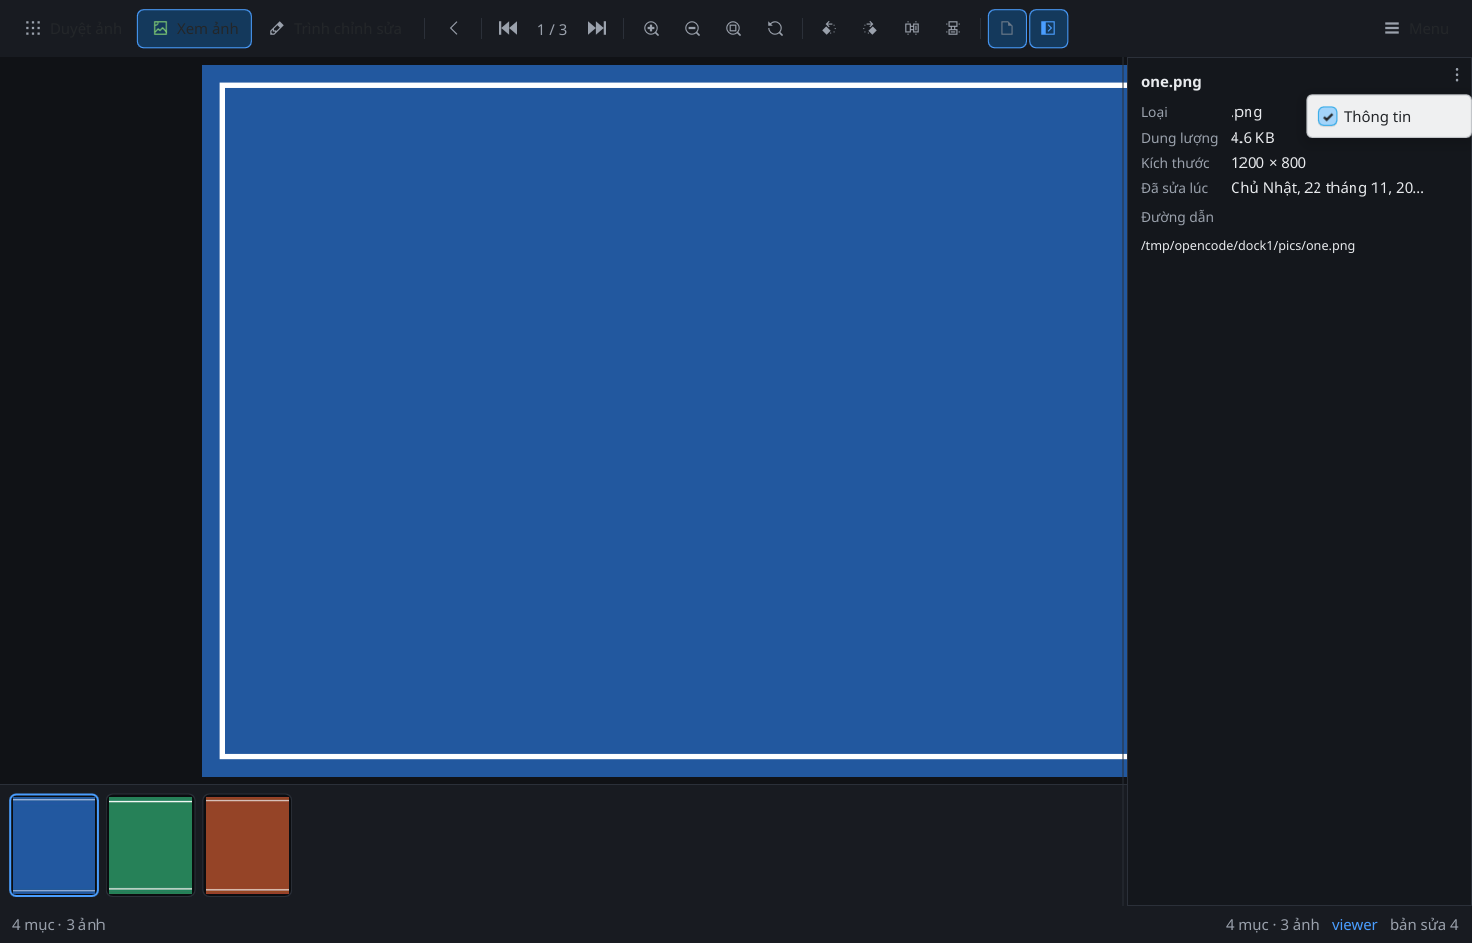 Duyệt ảnh Xem ảnh Trình chỉnh sửa 1 / 3 Menu
one.png
Thông tin
Loại .png
Dung lượng 4.6 KB
Kích thước 1200 × 800
Đã sửa lúc Chủ Nhật, 22 tháng 11, 20...
Đường dẫn
/tmp/opencode/dock1/pics/one.png
4 mục · 3 ảnh 4 mục · 3 ảnh viewer bản sửa 4